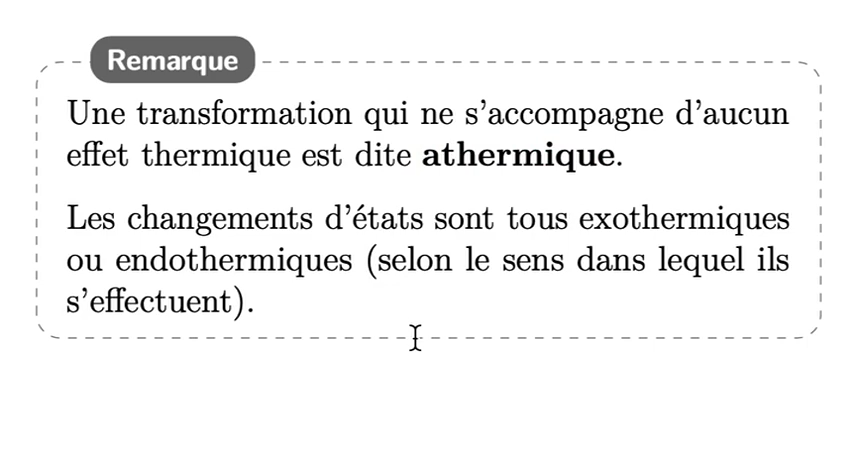 Remarque
Une transformation qui ne s'accompagne d'aucun
effet thermique est dite athermique.
Les changements d'états sont tous exothermiques
ou endothermiques (selon le sens dans lequel ils
s'effectuent).